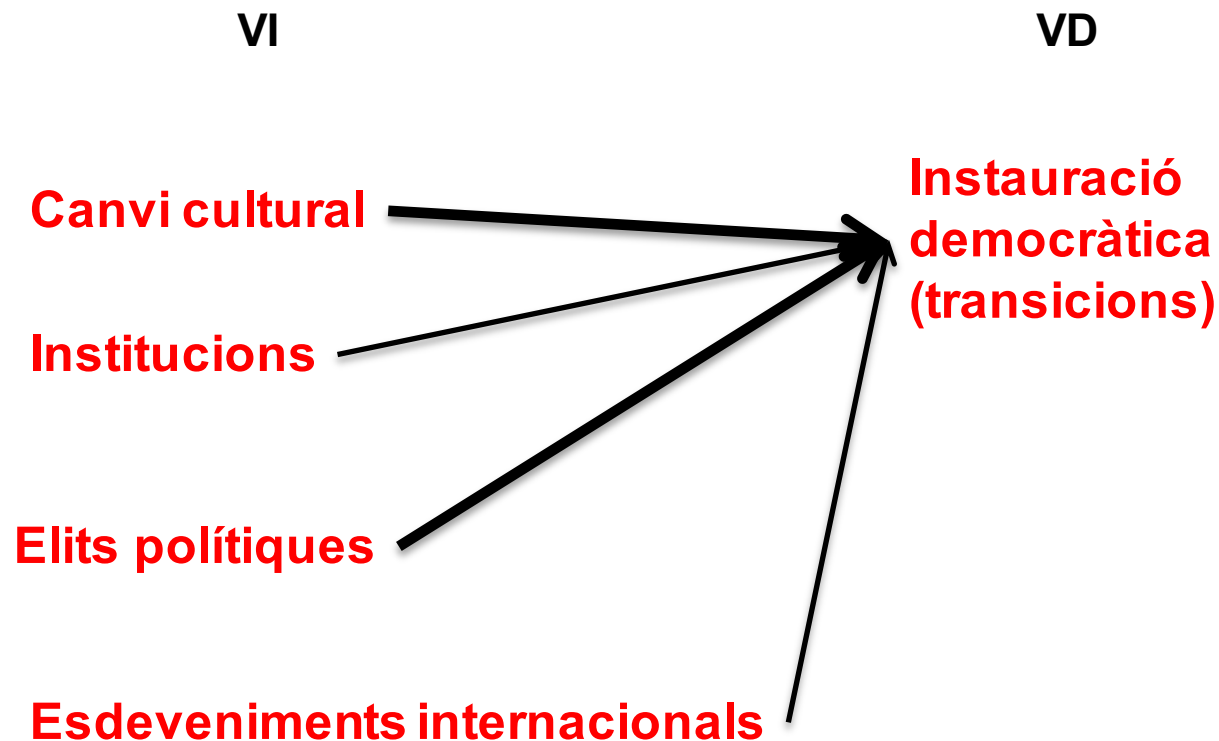 VI
VD
Canvi cultural
Institucions
Elits polítiques
Esdeveniments internacionals
Instauració
democràtica
(transicions)